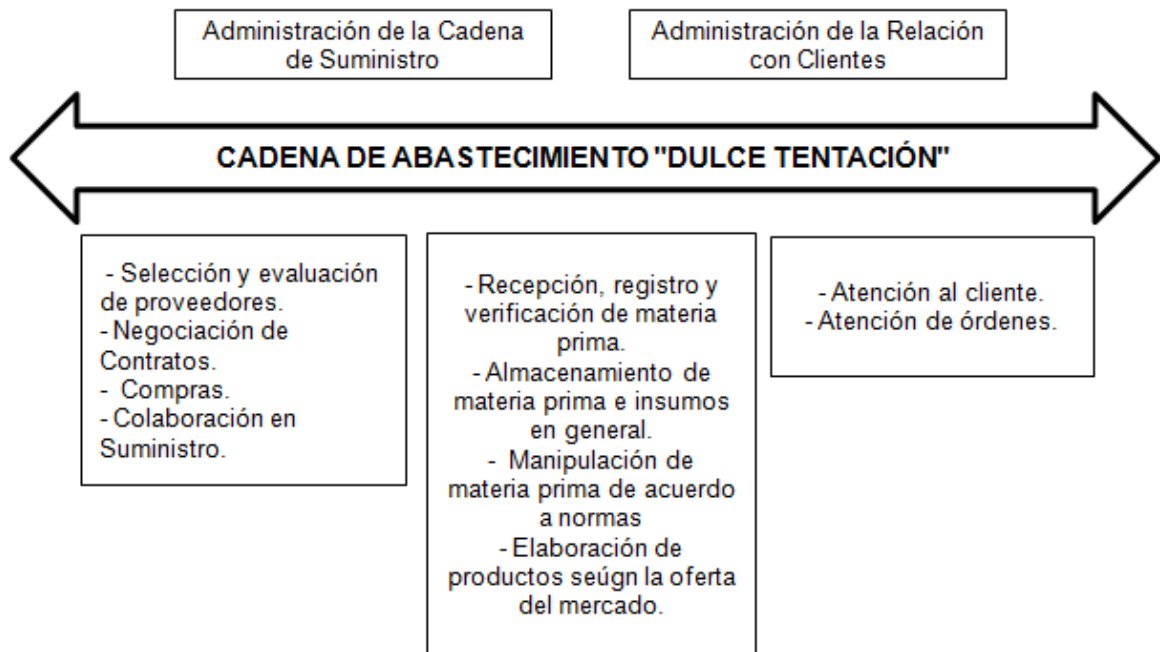 Administración de la Cadena
de Suministro
Administración de la Relación
con Clientes
CADENA DE ABASTECIMIENTO "DULCE TENTACIÓN"
- Selección y evaluación
de proveedores.
- Negociación de
Contratos.
- Compras.
- Colaboración en
Suministro.
- Recepción, registro y
verificación de materia
prima.
- Almacenamiento de
materia prima e insumos
en general.
- Manipulación de
materia prima de acuerdo
a normas
- Elaboración de
productos seúgn la oferta
del mercado.
- Atención al cliente.
- Atención de órdenes.